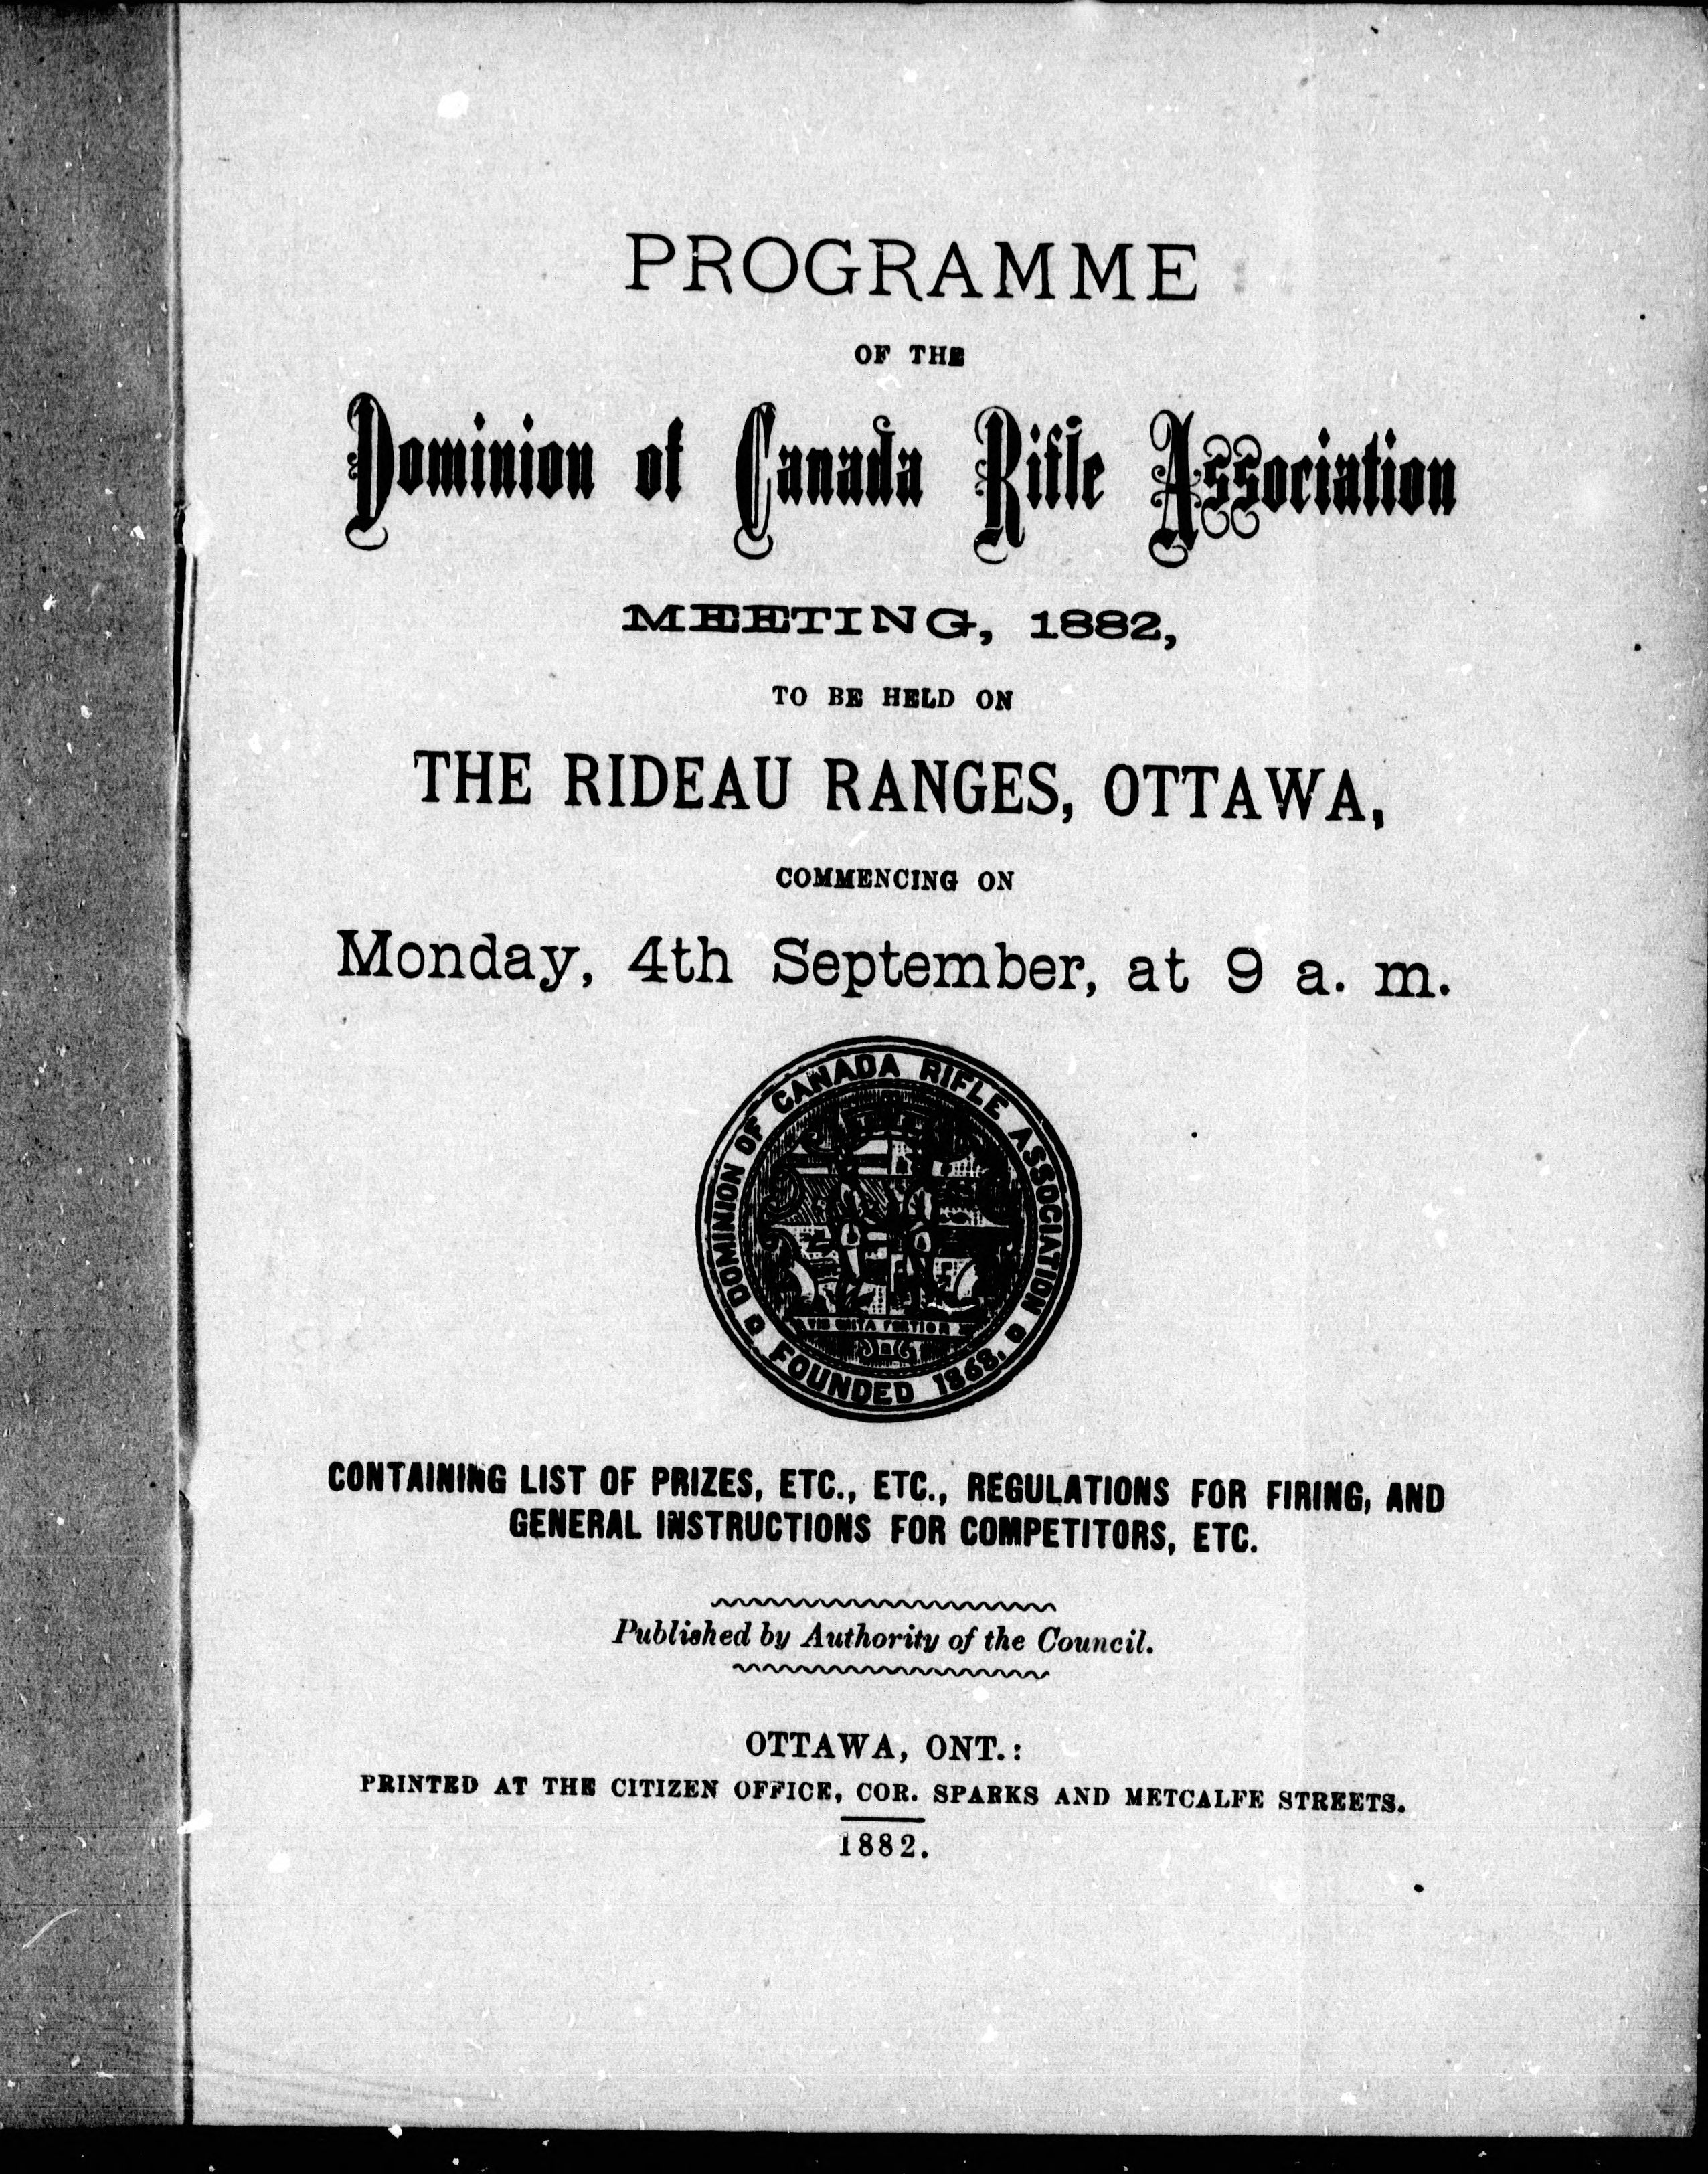 PROGRAMME
OF THE
Dominion of Canada Rifle Association
MEETING, 1882,
TO BE HELD ON
THE RIDEAU RANGES, OTTAWA,
COMMENCING ON
Monday, 4th September, at 9 a. m.
DOMINION OF CANADA RIFLE ASSOCIATION
VIS UNITA FORTIOR
FOUNDED 1868.
CONTAINING LIST OF PRIZES, ETC., ETC., REGULATIONS FOR FIRING, AND
GENERAL INSTRUCTIONS FOR COMPETITORS, ETC.
Published by Authority of the Council.
OTTAWA, ONT.:
PRINTED AT THE CITIZEN OFFICE, COR. SPARKS AND METCALFE STREETS.
1882.